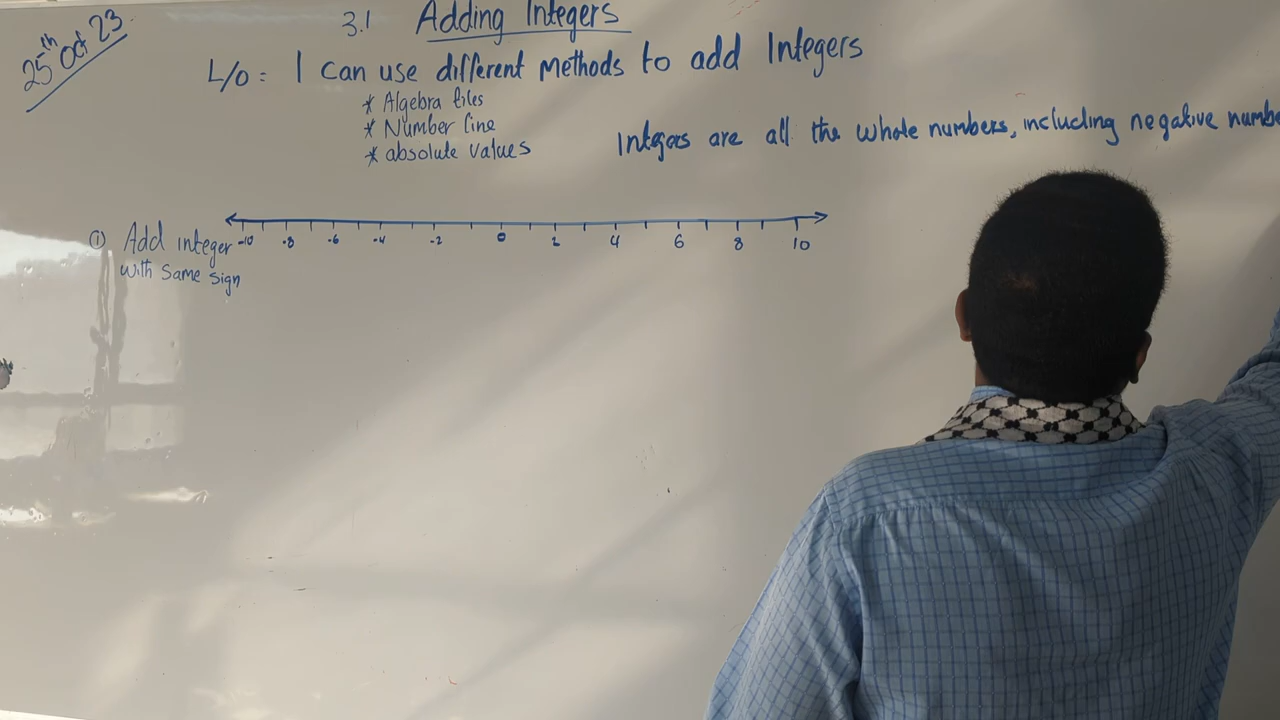 25th Oct 23
3.1 Adding Integers
L/O: I can use different methods to add Integers
* Algebra tiles
* Number line
* absolute values
Integers are all the whole numbers, including negative numbe
① Add integer
with same sign
-10 -8 -6 -4 -2 0 2 4 6 8 10